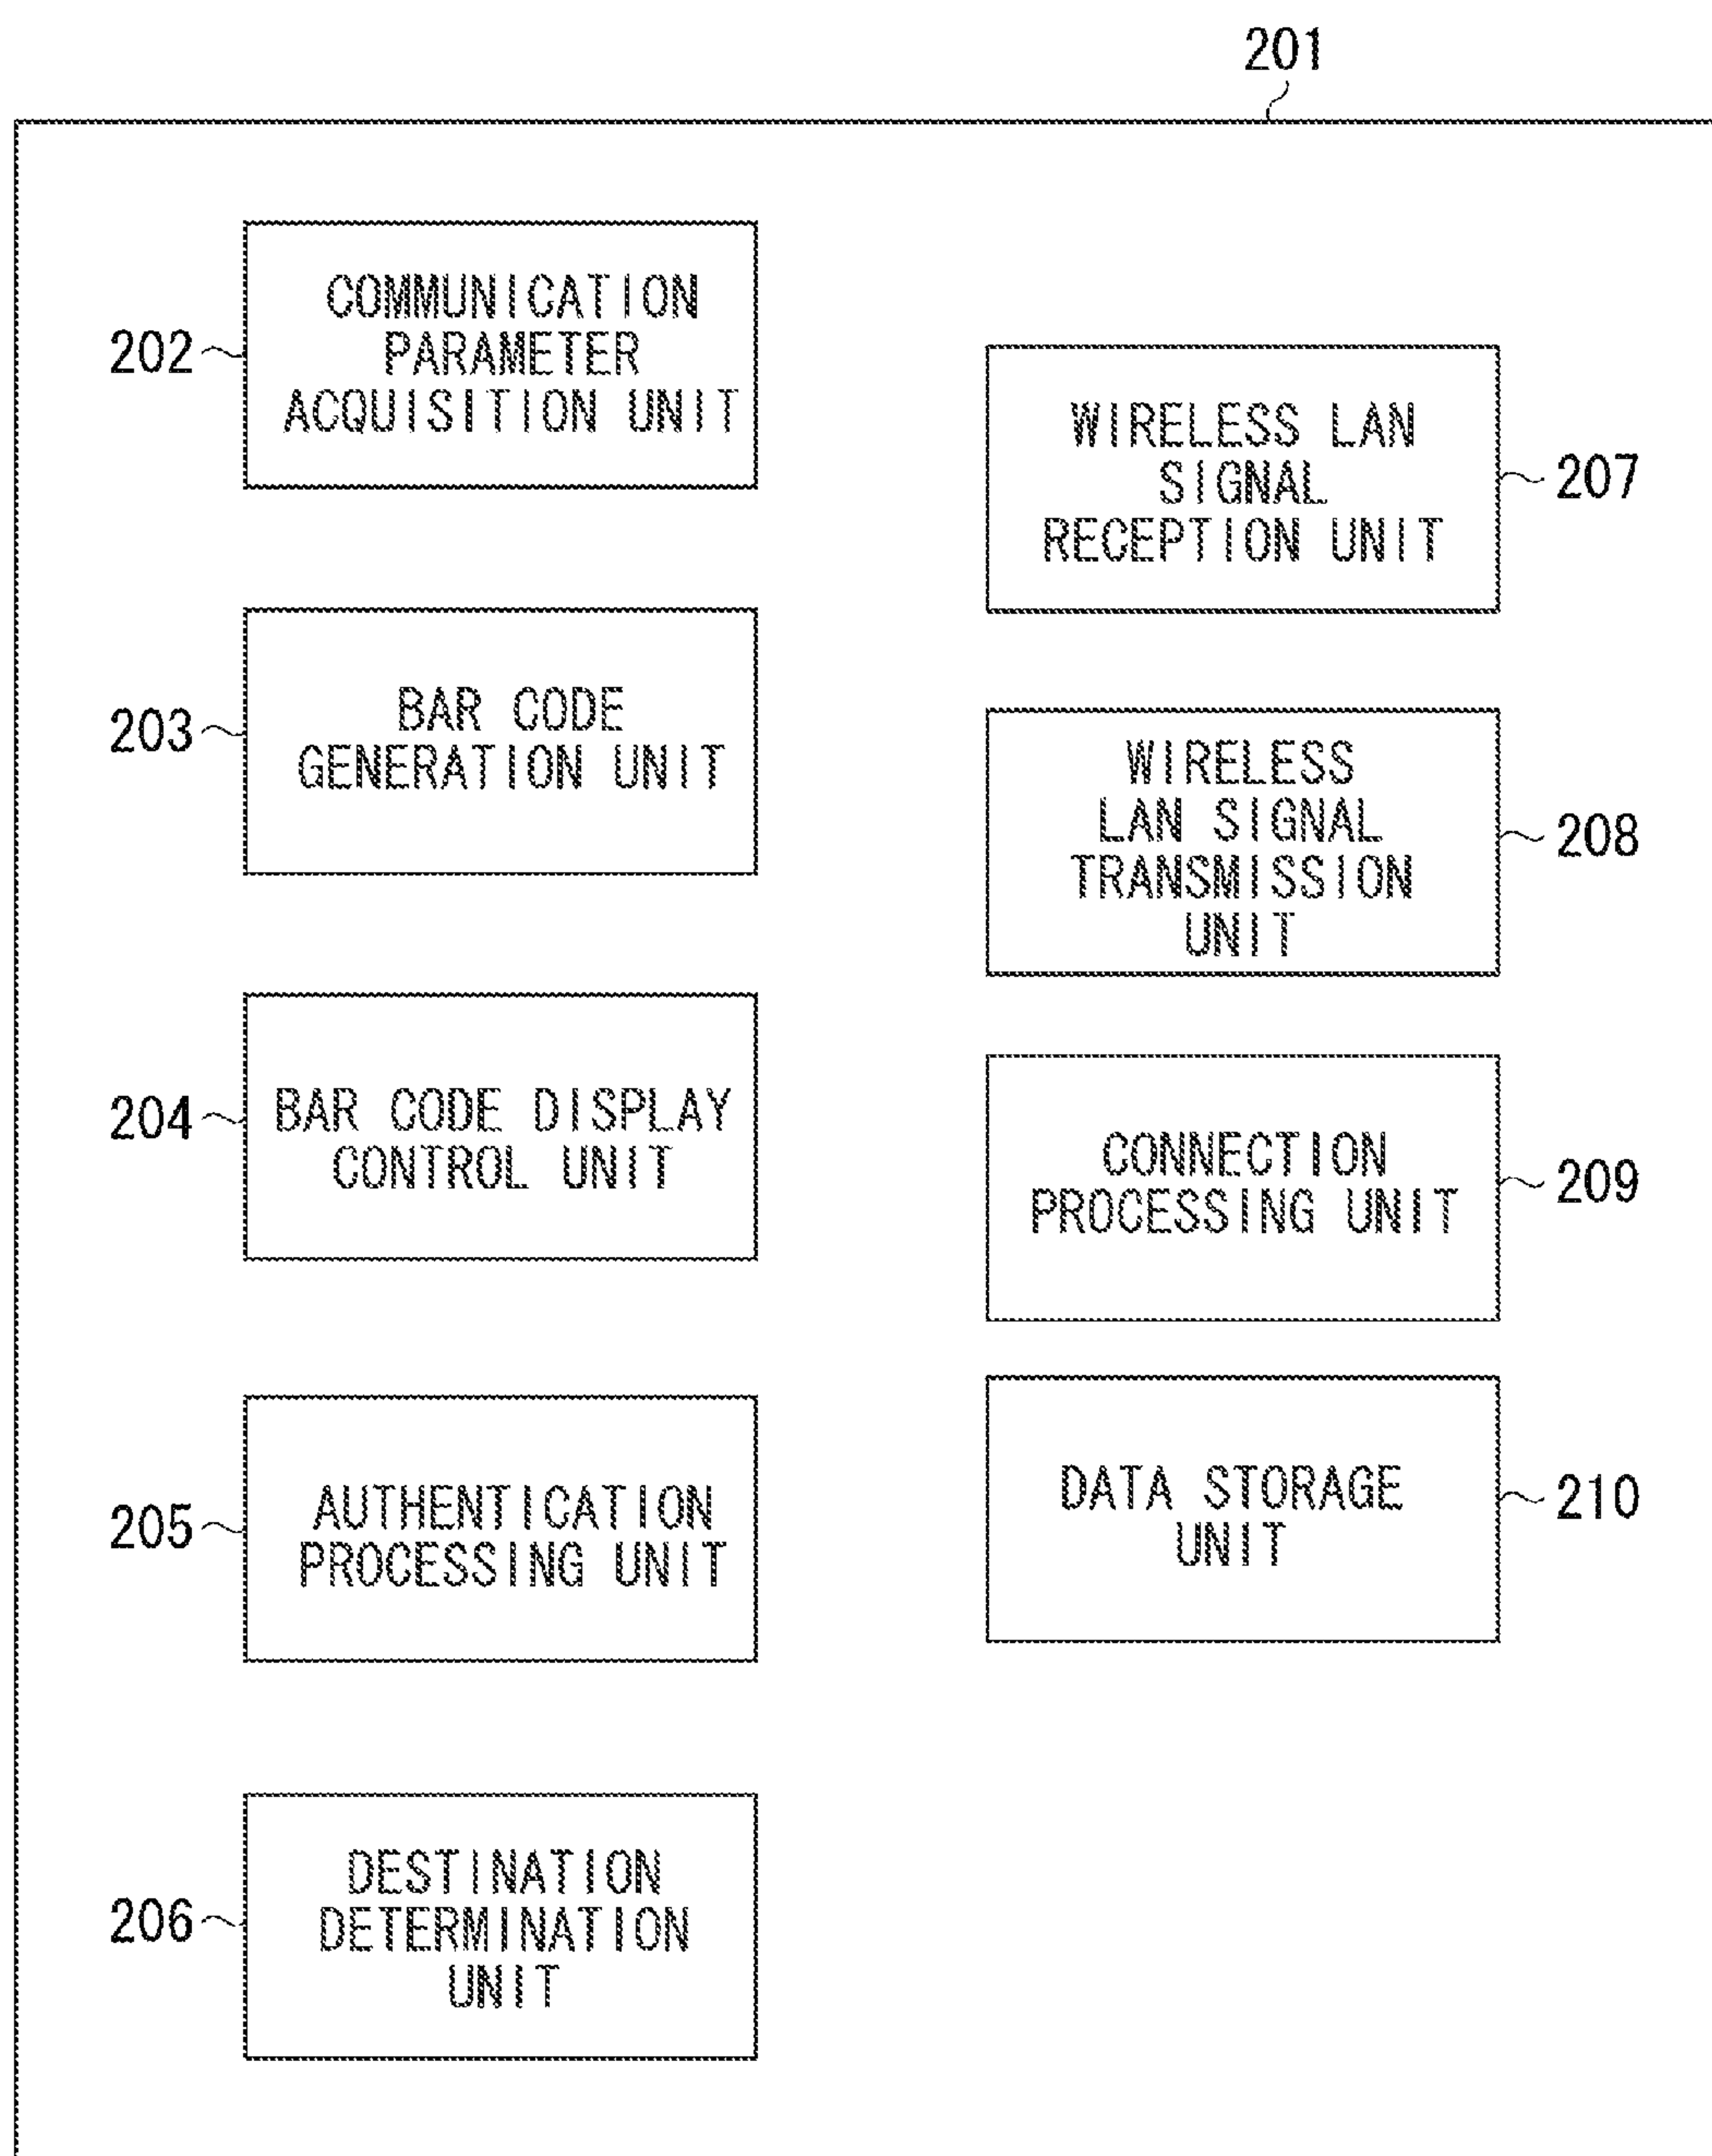 201
202
COMMUNICATION
PARAMETER
ACQUISITION UNIT
203
BAR CODE
GENERATION UNIT
204
BAR CODE DISPLAY
CONTROL UNIT
205
AUTHENTICATION
PROCESSING UNIT
206
DESTINATION
DETERMINATION
UNIT
WIRELESS LAN
SIGNAL
RECEPTION UNIT
207
WIRELESS
LAN SIGNAL
TRANSMISSION
UNIT
208
CONNECTION
PROCESSING UNIT
209
DATA STORAGE
UNIT
210